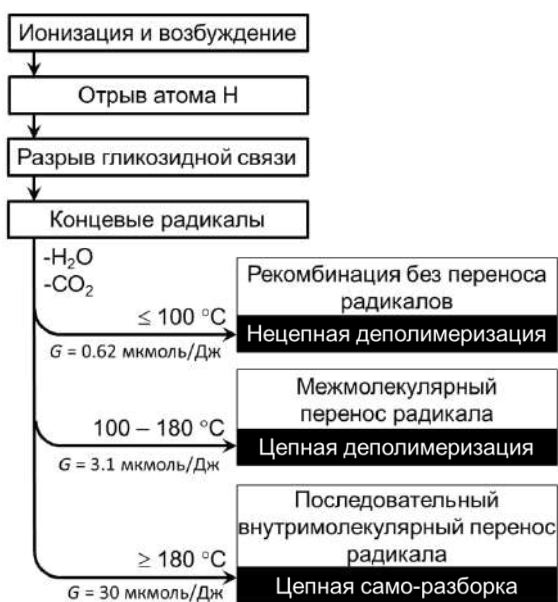 Ионизация и возбуждение
Отрыв атома Н
Разрыв гликозидной связи
Концевые радикалы
-H₂O
-CO₂
≤ 100 °C
G = 0.62 мкмоль/Дж
Рекомбинация без переноса
радикалов
Нецепная деполимеризация
100 – 180 °C
G = 3.1 мкмоль/Дж
Межмолекулярный
перенос радикала
Цепная деполимеризация
≥ 180 °C
G = 30 мкмоль/Дж
Последовательный
внутримолекулярный перенос
радикала
Цепная само-разборка